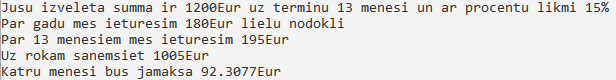 Jusu izveleta summa ir 1200Eur uz terminu 13 menesi un ar procentu likmi 15%
Par gadu mes ieturesim 180Eur lielu nodokli
Par 13 menesiem mes ieturesim 195Eur
Uz rokam sanemsiet 1005Eur
Katru menesi bus jamaksa 92.3077Eur